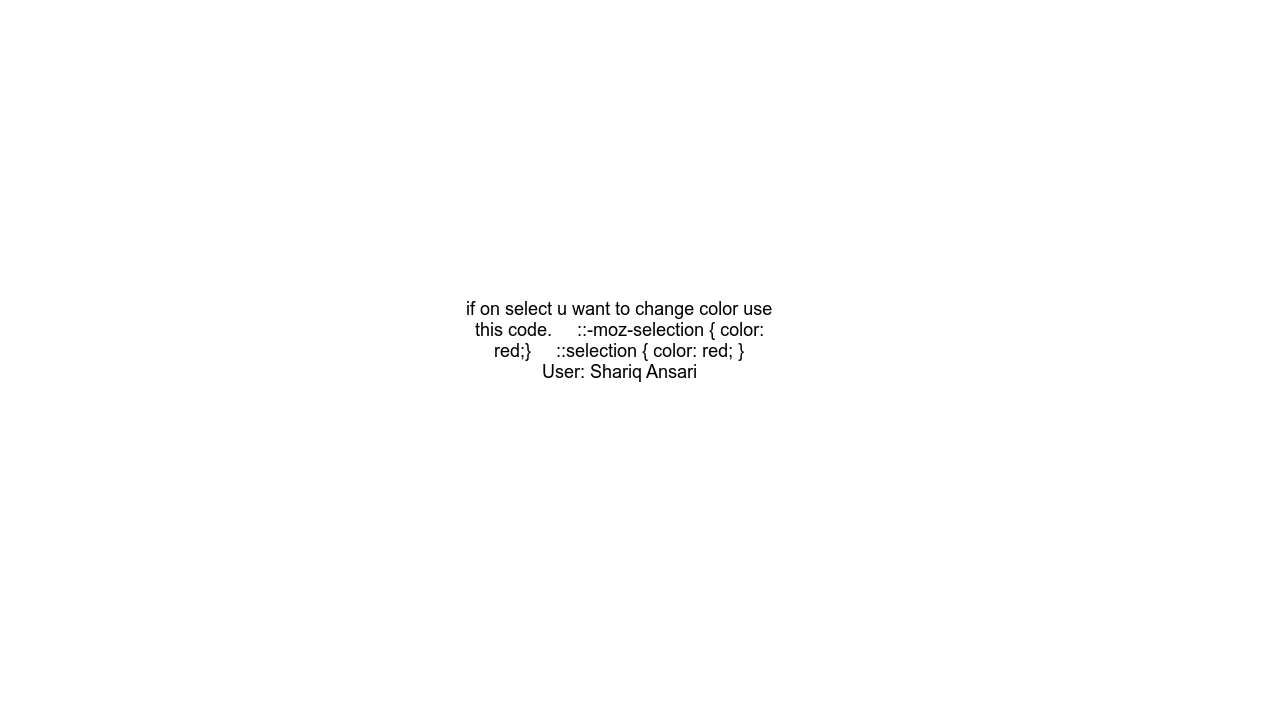 if on select u want to change color use
this code.     ::-moz-selection { color:
red;}     ::selection { color: red; }
User: Shariq Ansari